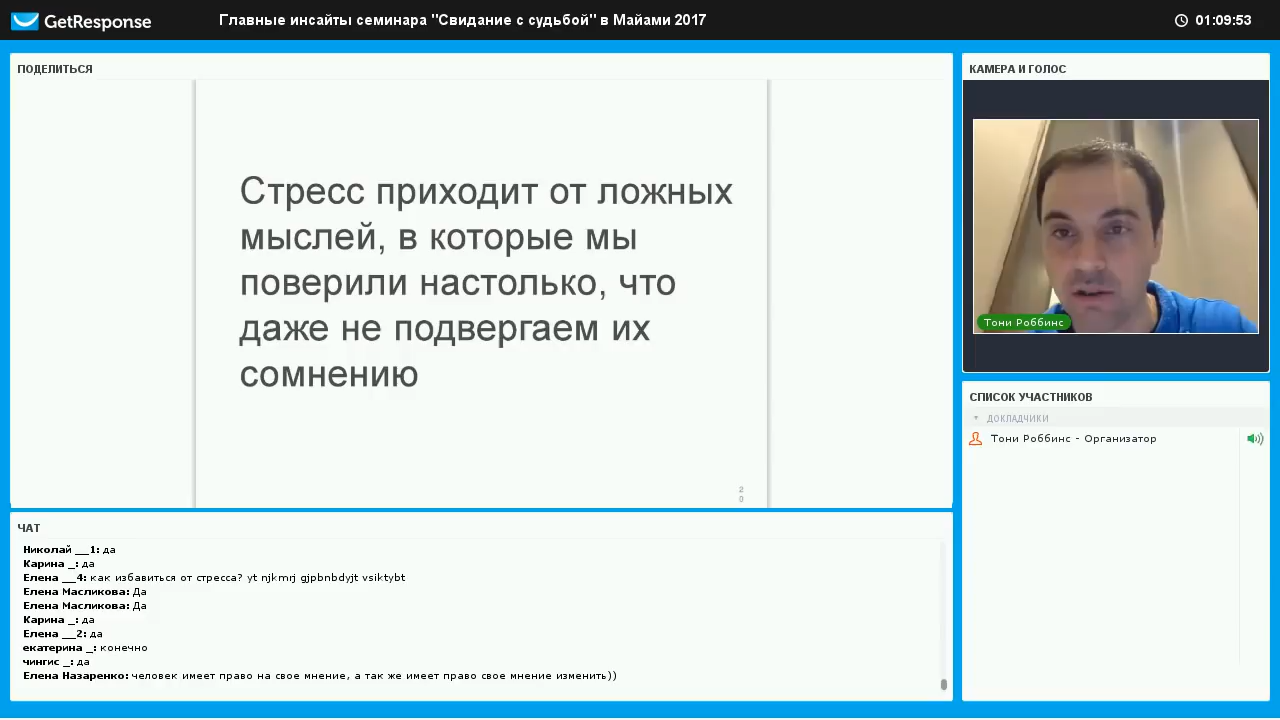 GetResponse
Главные инсайты семинара "Свидание с судьбой" в Майами 2017
01:09:53
ПОДЕЛИТЬСЯ
Стресс приходит от ложных
мыслей, в которые мы
поверили настолько, что
даже не подвергаем их
сомнению
2
0
ЧАТ
Николай __1: да
Карина _: да
Елена __4: как избавиться от стресса? yt njkmrj gjpbnbdyjt vsiktybt
Елена Масликова: Да
Елена Масликова: Да
Карина _: да
Елена __2: да
екатерина _: конечно
чингис _: да
Елена Назаренко: человек имеет право на свое мнение, а так же имеет право свое мнение изменить))
КАМЕРА И ГОЛОС
Тони Роббинс
СПИСОК УЧАСТНИКОВ
ДОКЛАДЧИКИ
Тони Роббинс - Организатор